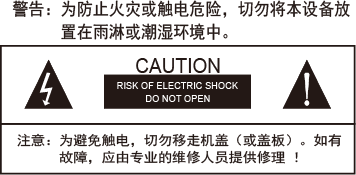 警告：为防止火灾或触电危险，切勿将本设备放
置在雨淋或潮湿环境中。
CAUTION
RISK OF ELECTRIC SHOCK
DO NOT OPEN
注意：为避免触电，切勿移走机盖（或盖板）。如有
故障，应由专业的维修人员提供修理 ！